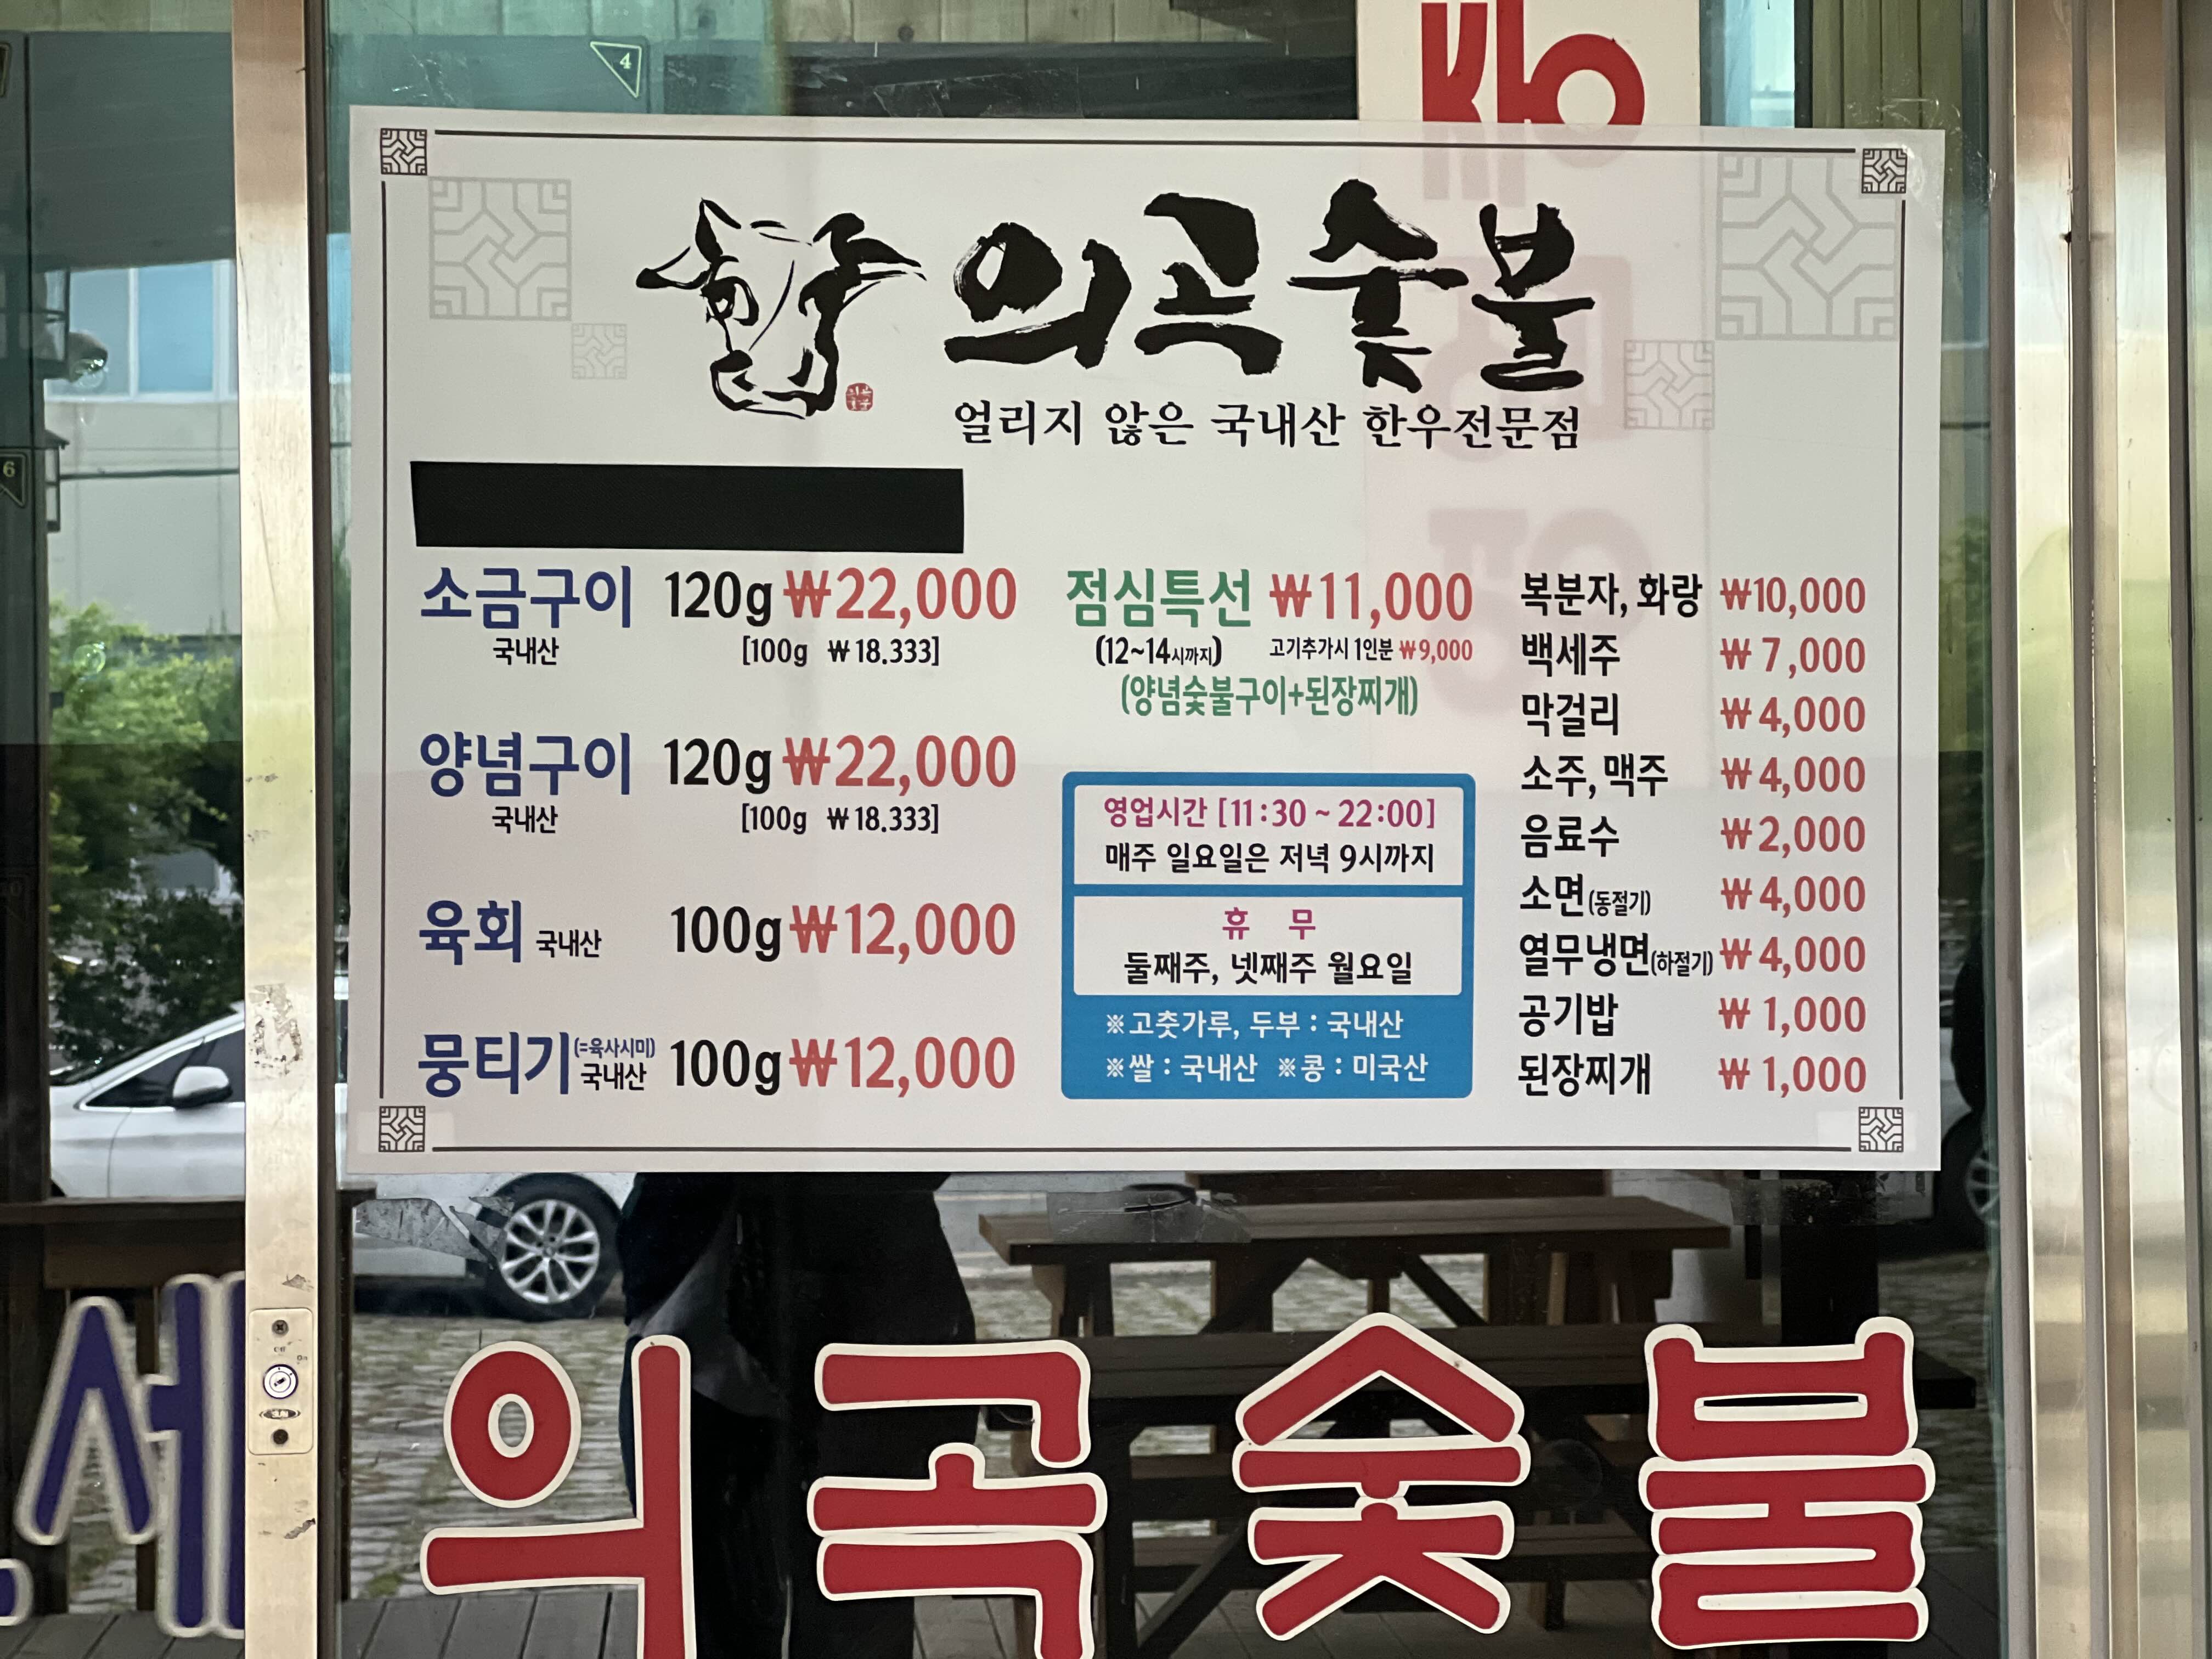 4
6
의곡숯불
얼리지 않은 국내산 한우전문점
소금구이 120g ₩22,000
국내산 [100g ₩18,333]
양념구이 120g ₩22,000
국내산 [100g ₩18,333]
육회 국내산 100g ₩12,000
뭉티기 (=육사시미) 국내산 100g ₩12,000
점심특선 ₩11,000
(12~14시까지) 고기추가시 1인분 ₩9,000
(양념숯불구이+된장찌개)
영업시간 [11:30 ~ 22:00]
매주 일요일은 저녁 9시까지
휴 무
둘째주, 넷째주 월요일
※고춧가루, 두부 : 국내산
※쌀 : 국내산 ※콩 : 미국산
복분자, 화랑 ₩10,000
백세주 ₩7,000
막걸리 ₩4,000
소주, 맥주 ₩4,000
음료수 ₩2,000
소면(동절기) ₩4,000
열무냉면(하절기) ₩4,000
공기밥 ₩1,000
된장찌개 ₩1,000
세
의곡숯불